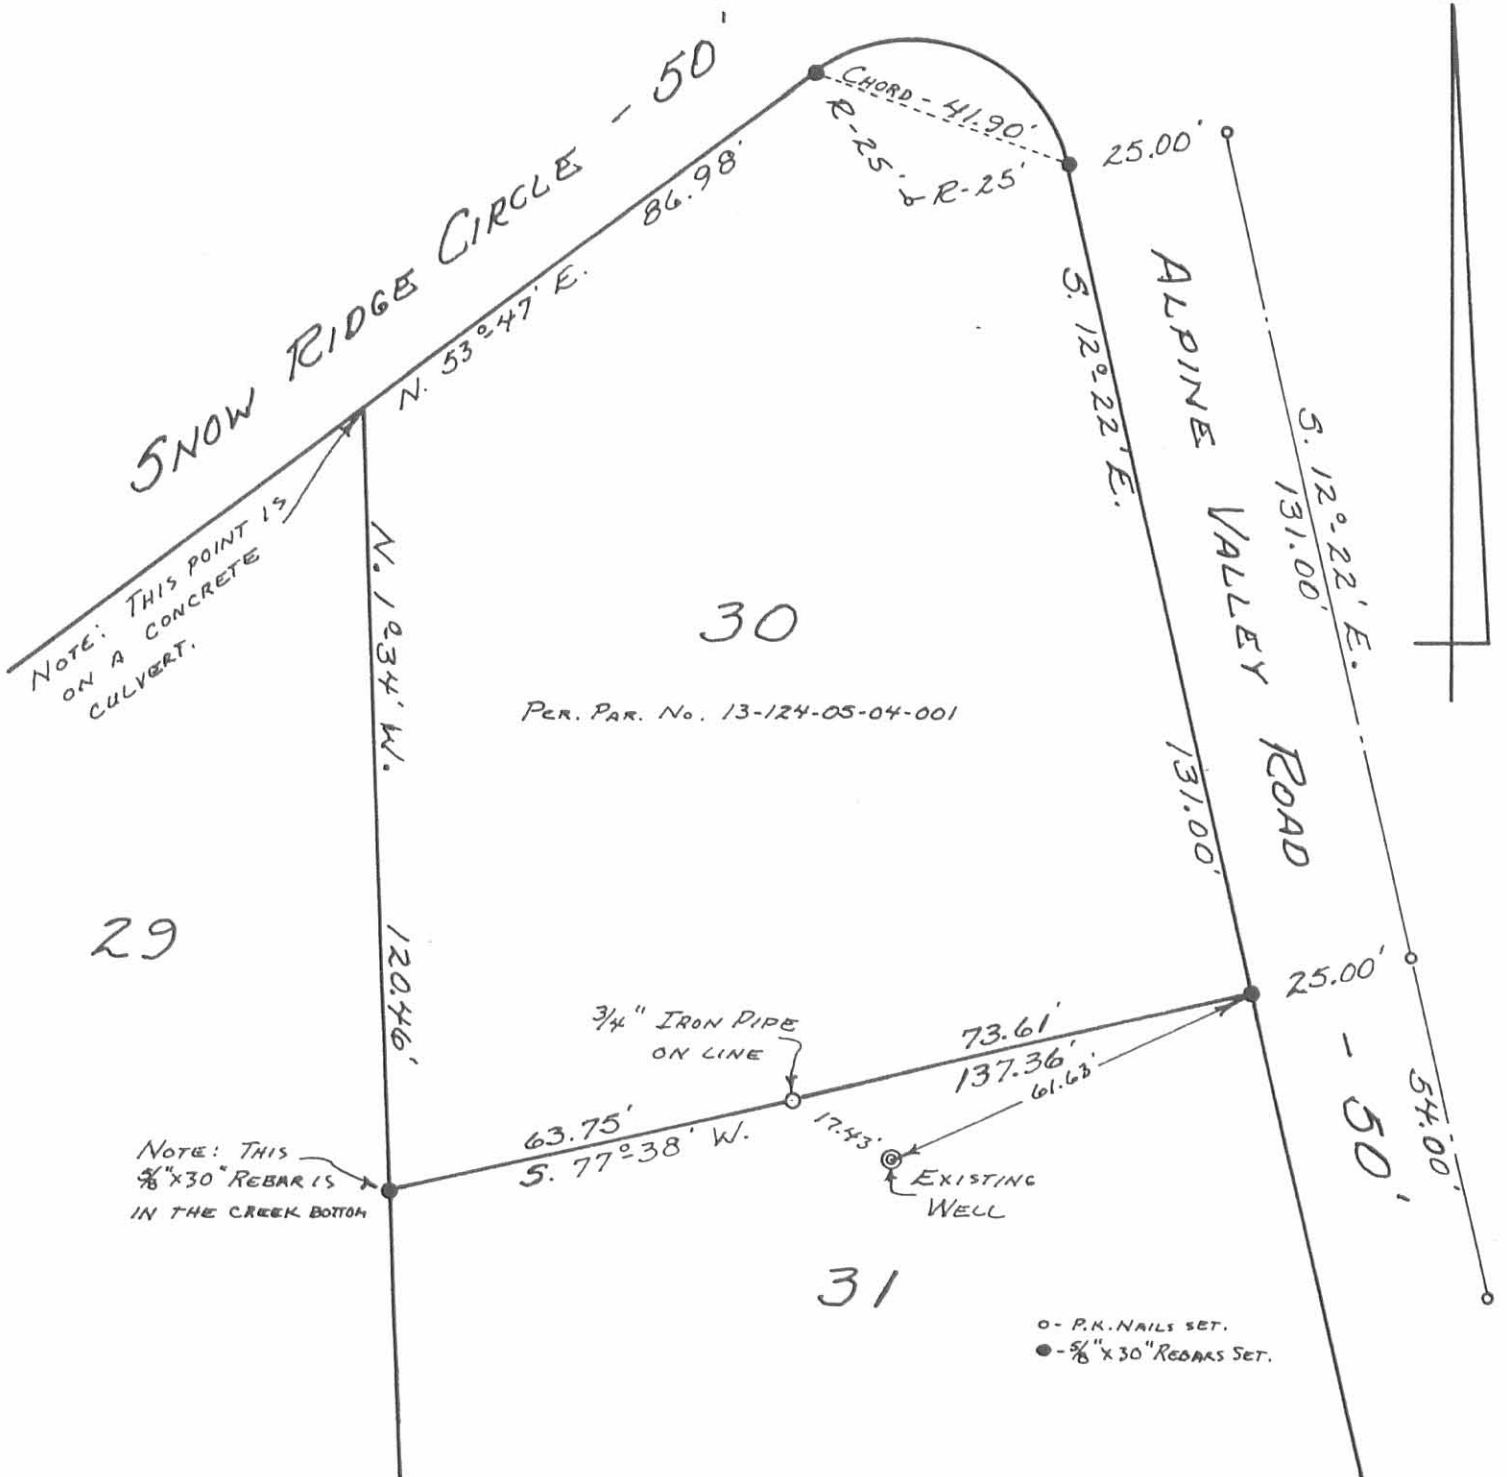 SNOW RIDGE CIRCLE - 50'
CHORD - 41.90'
R-25'
R-25'
25.00'
86.98'
N. 53°-47' E.
S. 12°-22' E.
131.00'
ALPINE VALLEY ROAD - 50'
S. 12°-22' E.
131.00'
NOTE: THIS POINT IS
ON A CONCRETE
CULVERT.
N. 1°-34' W.
120.46'
30
PER. PAR. No. 13-124-05-04-001
29
3/4" IRON PIPE
ON LINE
73.61'
137.36'
61.63'
25.00'
54.00'
63.75'
S. 77°-38' W.
17.43'
NOTE: THIS
5/8"x30" REBAR IS
IN THE CREEK BOTTOM
EXISTING
WELL
31
o- P.K. NAILS SET.
●-5/8"x30" REBARS SET.